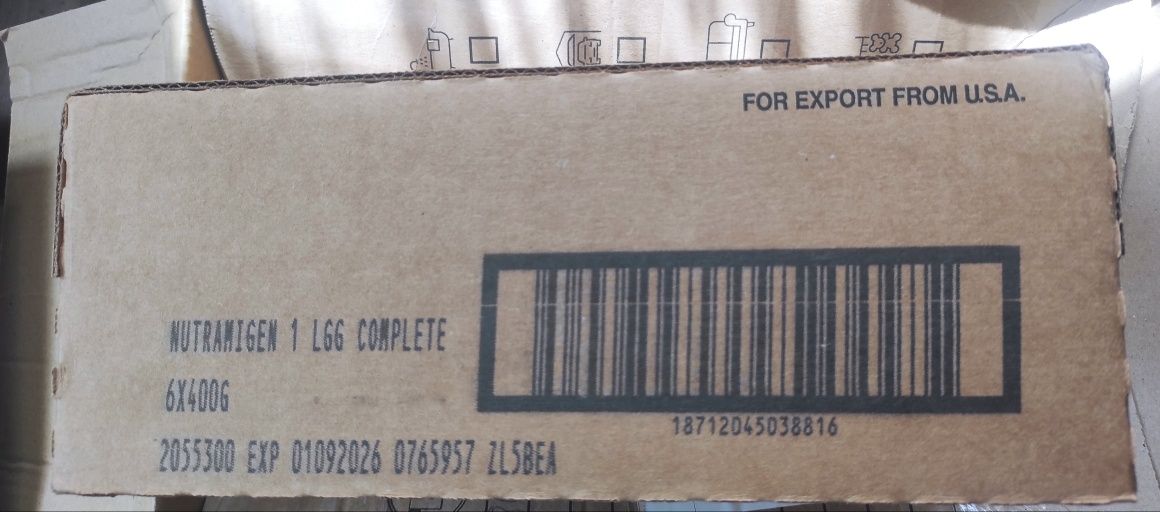 FOR EXPORT FROM U.S.A.
NUTRAMIGEN 1 LGG COMPLETE
6X400G
18712045038816
2055300 EXP 01092026 0765957 ZL5BEA